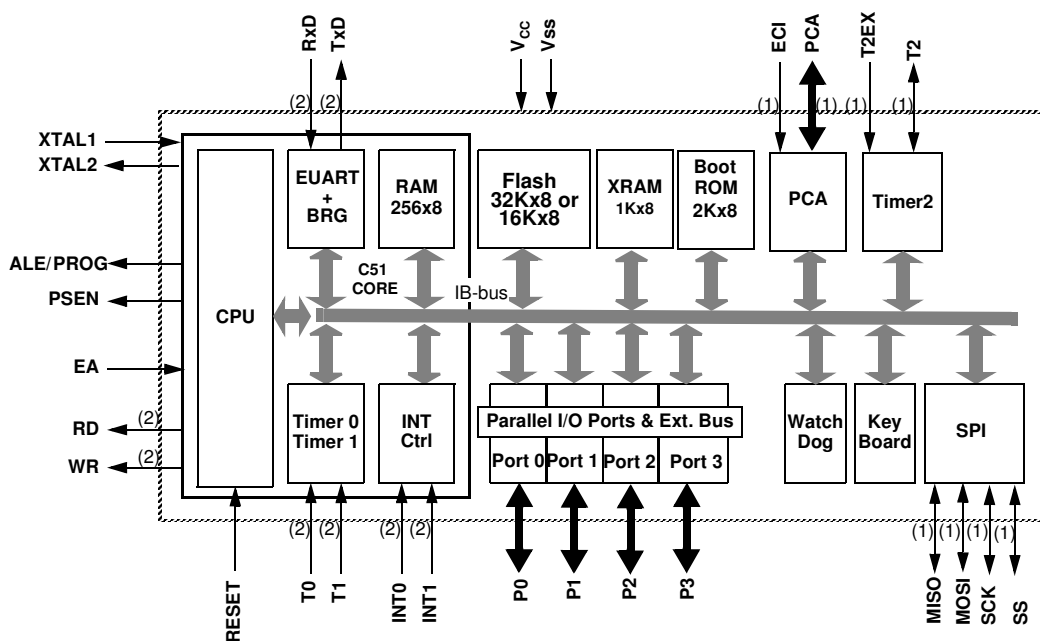 RxD
TxD
Vcc
Vss
ECI
PCA
T2EX
T2
(2)
(2)
(1)
(1)
(1)
(1)
XTAL1
XTAL2
ALE/PROG
PSEN
EA
RD
(2)
WR
(2)
CPU
EUART
+
BRG
RAM
256x8
C51
CORE
IB-bus
Flash
32Kx8 or
16Kx8
XRAM
1Kx8
Boot
ROM
2Kx8
PCA
Timer2
Timer 0
Timer 1
INT
Ctrl
Parallel I/O Ports & Ext. Bus
Port 0
Port 1
Port 2
Port 3
Watch
Dog
Key
Board
SPI
(2)
(2)
(2)
(2)
(1)
(1)
(1)
(1)
RESET
T0
T1
INT0
INT1
P0
P1
P2
P3
MISO
MOSI
SCK
SS